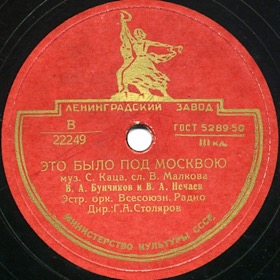 ЛЕНИНГРАДСКИЙ ЗАВОД
В
22249
ГОСТ 5289-50
III кл.
ЭТО БЫЛО ПОД МОСКВОЮ
муз. С. Каца, сл. В. Малкова
В. А. Бунчиков и В. А. Нечаев
Эстр. орк. Всесоюзн. Радио
Дир.: Г. А. Столяров
МИНИСТЕРСТВО КУЛЬТУРЫ СССР